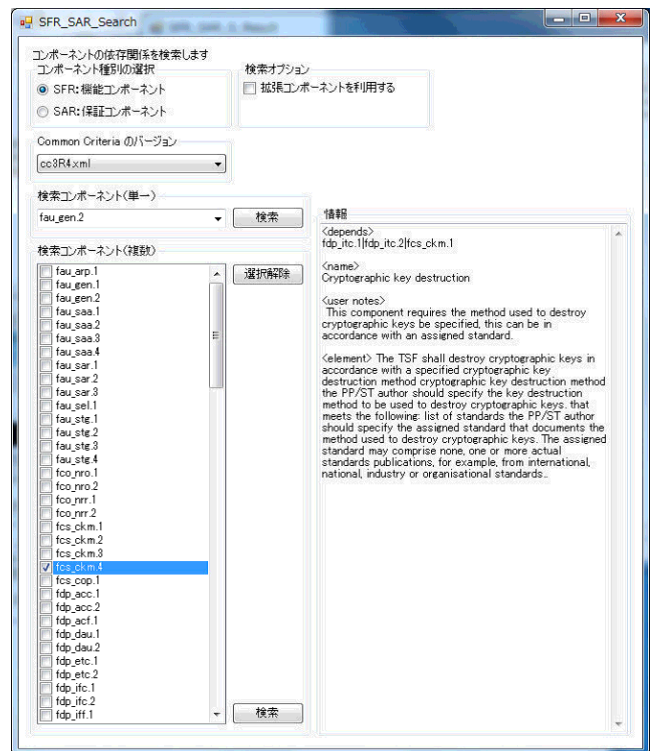 SFR_SAR_Search
コンポーネントの依存関係を検索します
コンポーネント種別の選択
SFR:機能コンポーネント
SAR:保証コンポーネント
検索オプション
拡張コンポーネントを利用する
Common Criteria のバージョン
cc3R4.xml
検索コンポーネント(単一)
fau_gen.2
検索
検索コンポーネント(複数)
fau_arp.1
fau_gen.1
fau_gen.2
fau_saa.1
fau_saa.2
fau_saa.3
fau_saa.4
fau_sar.1
fau_sar.2
fau_sar.3
fau_sel.1
fau_stg.1
fau_stg.2
fau_stg.3
fau_stg.4
fco_nro.1
fco_nro.2
fco_nrr.1
fco_nrr.2
fcs_ckm.1
fcs_ckm.2
fcs_ckm.3
fcs_ckm.4
fcs_cop.1
fdp_acc.1
fdp_acc.2
fdp_acf.1
fdp_dau.1
fdp_dau.2
fdp_etc.1
fdp_etc.2
fdp_ifc.1
fdp_ifc.2
fdp_iff.1
選択解除
検索
情報
<depends>
fdp_itc.1|fdp_itc.2|fcs_ckm.1
<name>
Cryptographic key destruction
<user notes>
This component requires the method used to destroy
cryptographic keys be specified, this can be in
accordance with an assigned standard.
<element> The TSF shall destroy cryptographic keys in
accordance with a specified cryptographic key
destruction method cryptographic key destruction method
the PP/ST author should specify the key destruction
method to be used to destroy cryptographic keys. that
meets the following: list of standards the PP/ST author
should specify the assigned standard that documents the
method used to destroy cryptographic keys. The assigned
standard may comprise none, one or more actual
standards publications, for example, from international,
national, industry or organisational standards..